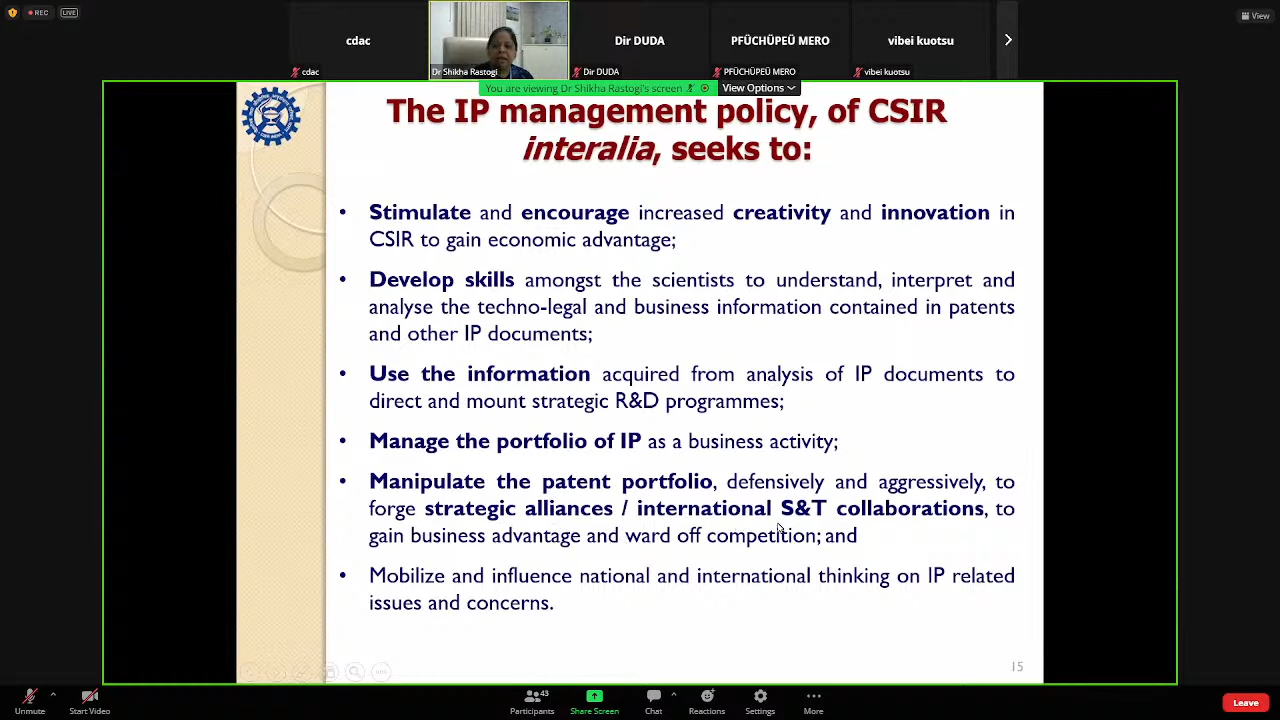 REC
LIVE
View
cdac
Dir DUDA
PFÜCHÜPEÜ MERO
vibei kuotsu
cdac
Dr Shikha Rastogi
Dir DUDA
PFÜCHÜPEÜ MERO
vibei kuotsu
You are viewing Dr Shikha Rastogi's screen
View Options
The IP management policy, of CSIR
interalia, seeks to:
• Stimulate and encourage increased creativity and innovation in
CSIR to gain economic advantage;
• Develop skills amongst the scientists to understand, interpret and
analyse the techno-legal and business information contained in patents
and other IP documents;
• Use the information acquired from analysis of IP documents to
direct and mount strategic R&D programmes;
• Manage the portfolio of IP as a business activity;
• Manipulate the patent portfolio, defensively and aggressively, to
forge strategic alliances / international S&T collaborations, to
gain business advantage and ward off competition; and
• Mobilize and influence national and international thinking on IP related
issues and concerns.
15
Unmute
Start Video
43
Participants
Share Screen
Chat
Reactions
Settings
More
Leave